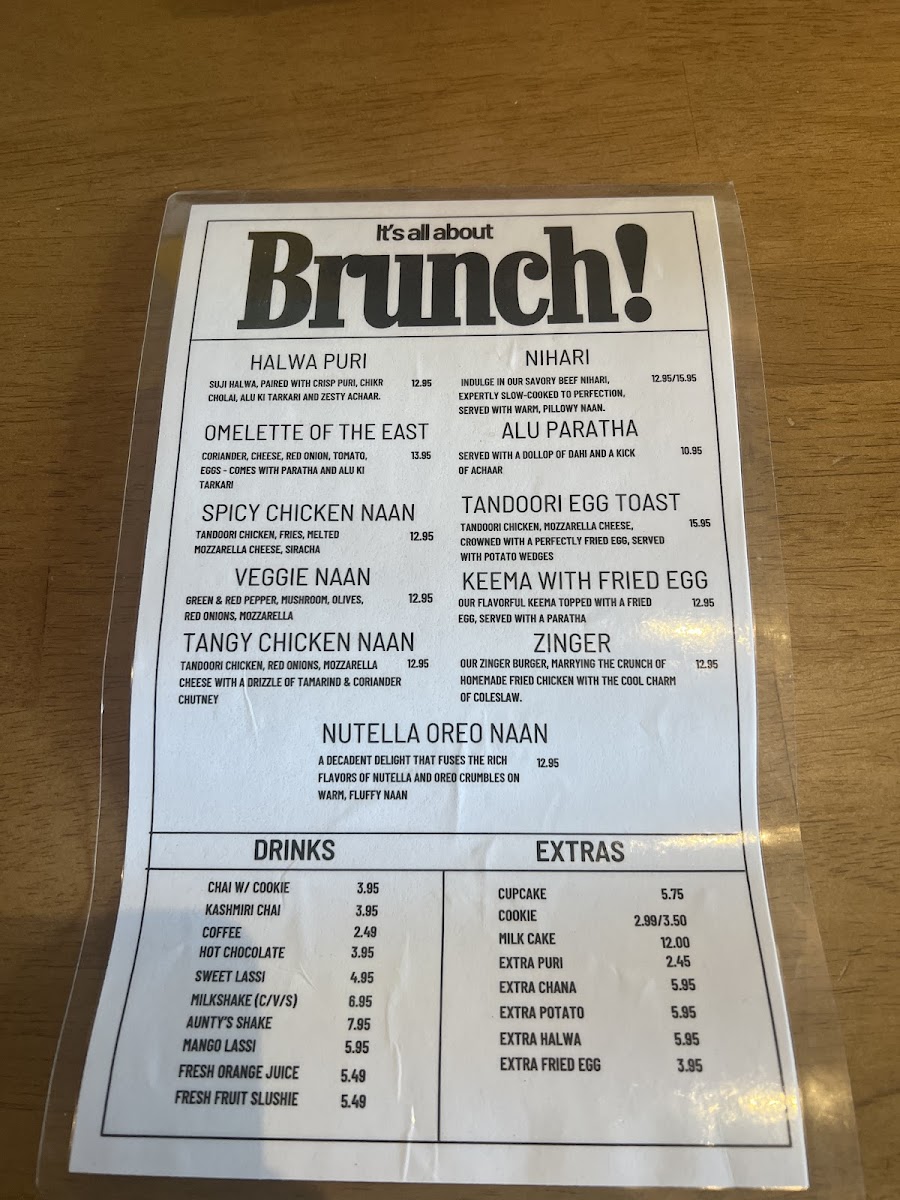 It's all about
Brunch!
HALWA PURI
SUJI HALWA, PAIRED WITH CRISP PURI, CHIKR 12.95
CHOLAI, ALU KI TARKARI AND ZESTY ACHAAR.
OMELETTE OF THE EAST
CORIANDER, CHEESE, RED ONION, TOMATO, 13.95
EGGS - COMES WITH PARATHA AND ALU KI
TARKARI
SPICY CHICKEN NAAN
TANDOORI CHICKEN, FRIES, MELTED 12.95
MOZZARELLA CHEESE, SIRACHA
VEGGIE NAAN
GREEN & RED PEPPER, MUSHROOM, OLIVES, 12.95
RED ONIONS, MOZZARELLA
TANGY CHICKEN NAAN
TANDOORI CHICKEN, RED ONIONS, MOZZARELLA 12.95
CHEESE WITH A DRIZZLE OF TAMARIND & CORIANDER
CHUTNEY
NIHARI
INDULGE IN OUR SAVORY BEEF NIHARI, 12.95/15.95
EXPERTLY SLOW-COOKED TO PERFECTION,
SERVED WITH WARM, PILLOWY NAAN.
ALU PARATHA
SERVED WITH A DOLLOP OF DAHI AND A KICK 10.95
OF ACHAAR
TANDOORI EGG TOAST
TANDOORI CHICKEN, MOZZARELLA CHEESE, 15.95
CROWNED WITH A PERFECTLY FRIED EGG, SERVED
WITH POTATO WEDGES
KEEMA WITH FRIED EGG
OUR FLAVORFUL KEEMA TOPPED WITH A FRIED 12.95
EGG, SERVED WITH A PARATHA
ZINGER
OUR ZINGER BURGER, MARRYING THE CRUNCH OF 12.95
HOMEMADE FRIED CHICKEN WITH THE COOL CHARM
OF COLESLAW.
NUTELLA OREO NAAN
A DECADENT DELIGHT THAT FUSES THE RICH 12.95
FLAVORS OF NUTELLA AND OREO CRUMBLES ON
WARM, FLUFFY NAAN
DRINKS
CHAI W/ COOKIE 3.95
KASHMIRI CHAI 3.95
COFFEE 2.49
HOT CHOCOLATE 3.95
SWEET LASSI 4.95
MILKSHAKE (C/V/S) 6.95
AUNTY'S SHAKE 7.95
MANGO LASSI 5.95
FRESH ORANGE JUICE 5.49
FRESH FRUIT SLUSHIE 5.49
EXTRAS
CUPCAKE 5.75
COOKIE 2.99/3.50
MILK CAKE 12.00
EXTRA PURI 2.45
EXTRA CHANA 5.95
EXTRA POTATO 5.95
EXTRA HALWA 5.95
EXTRA FRIED EGG 3.95